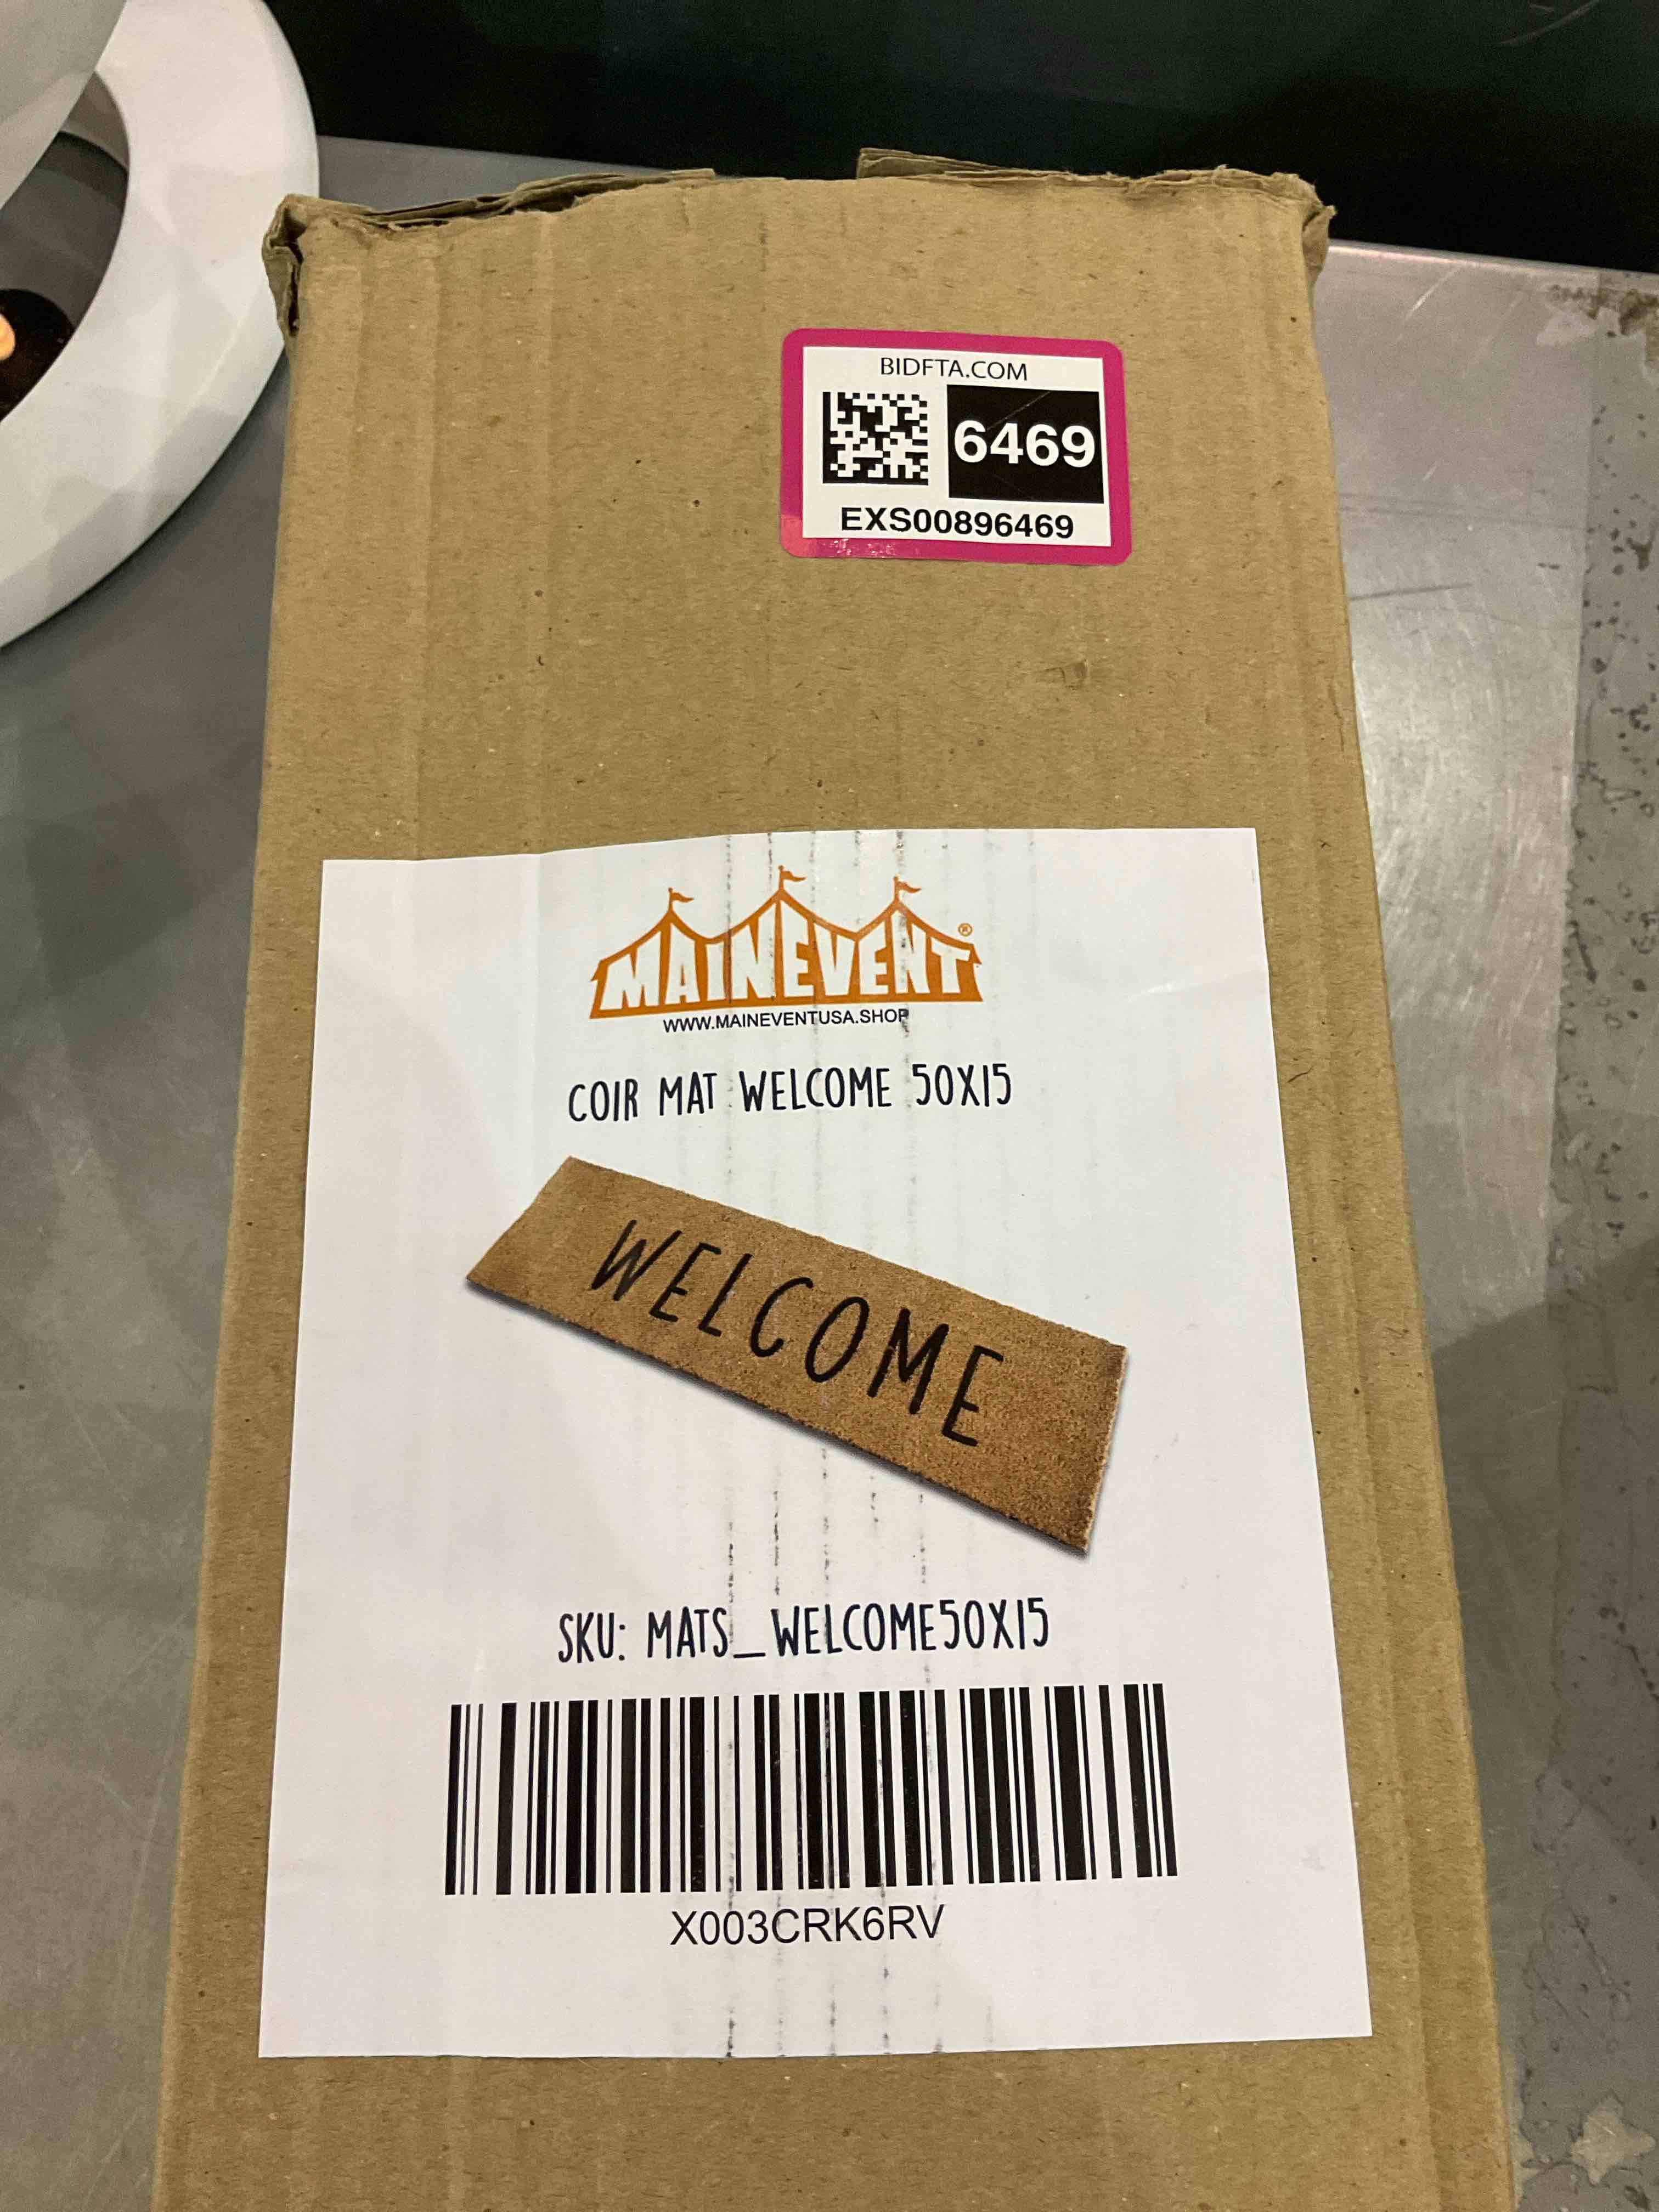 BIDFTA.COM
6469
EXS00896469
MAINEVENT®
WWW.MAINEVENTUSA.SHOP
COIR MAT WELCOME 50X15
WELCOME
SKU: MATS_WELCOME50X15
X003CRK6RV